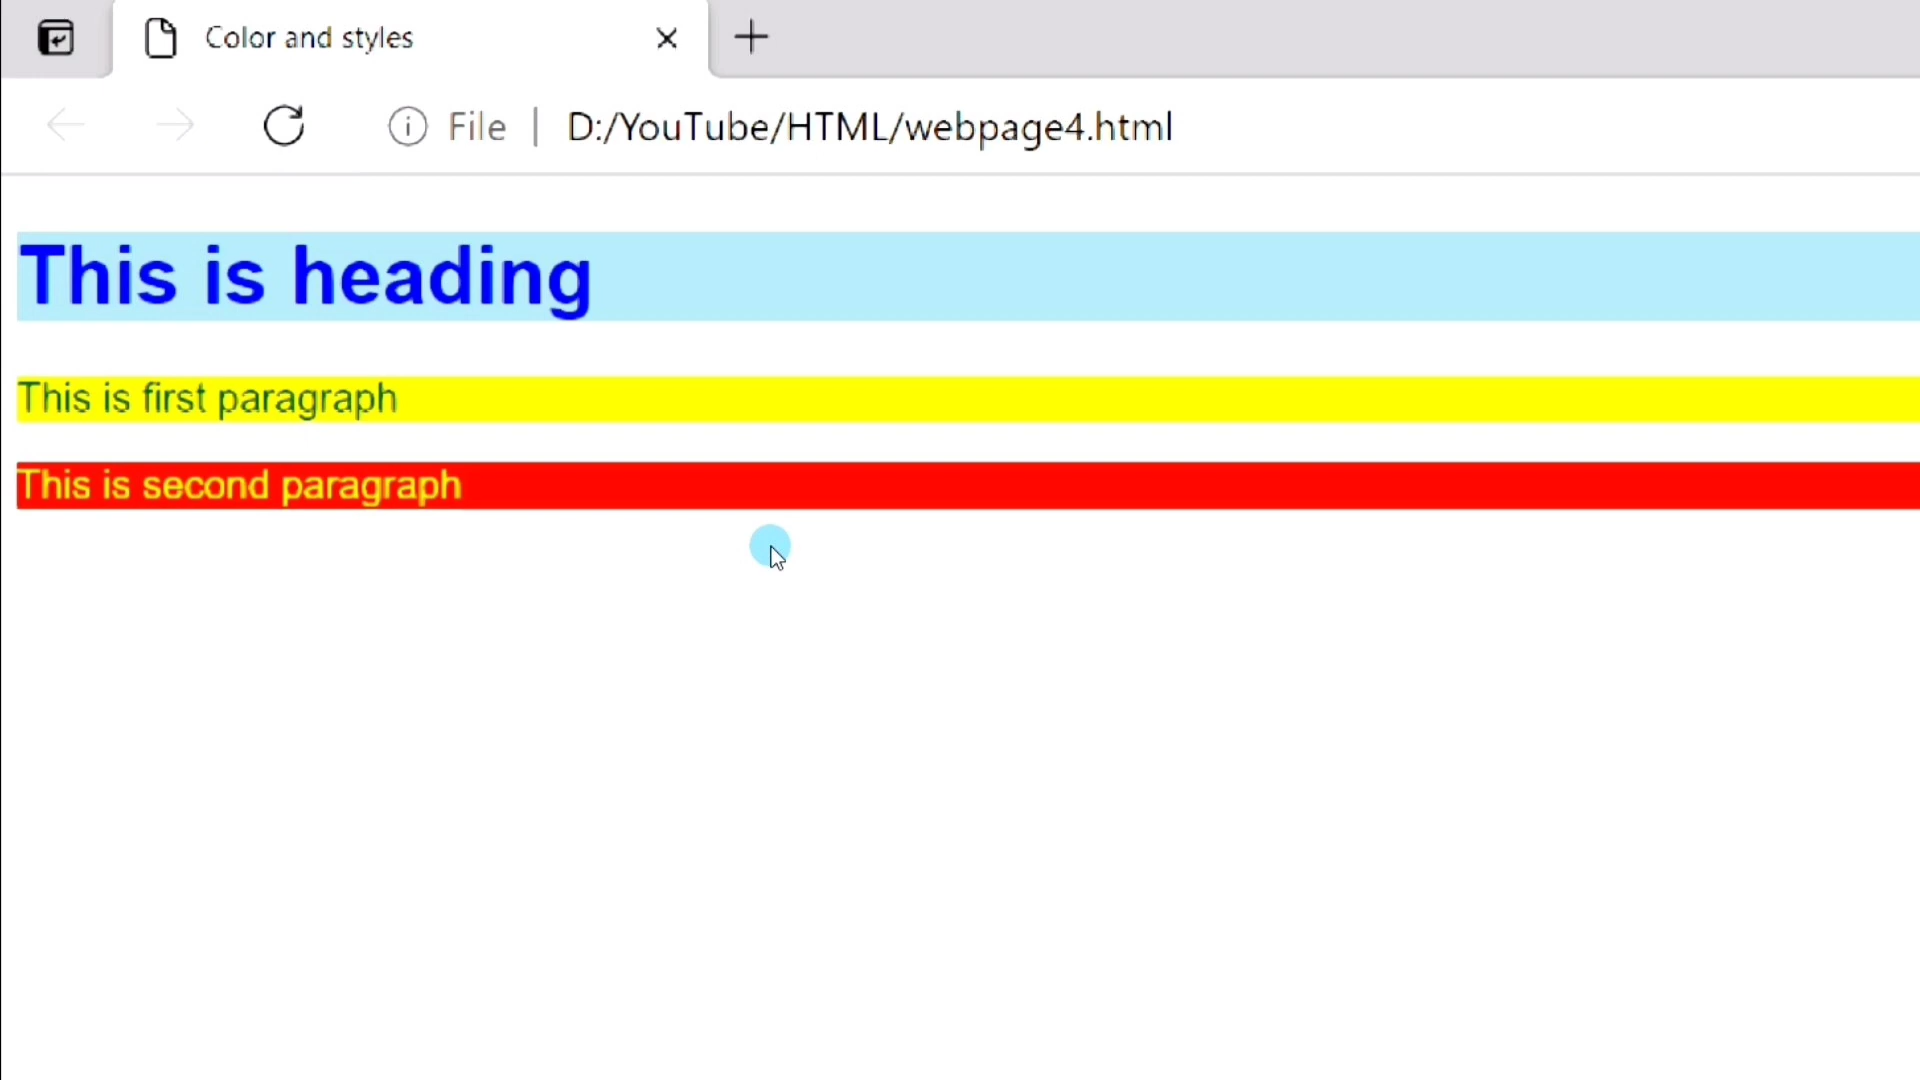 Color and styles
File | D:/YouTube/HTML/webpage4.html
This is heading
This is first paragraph
This is second paragraph